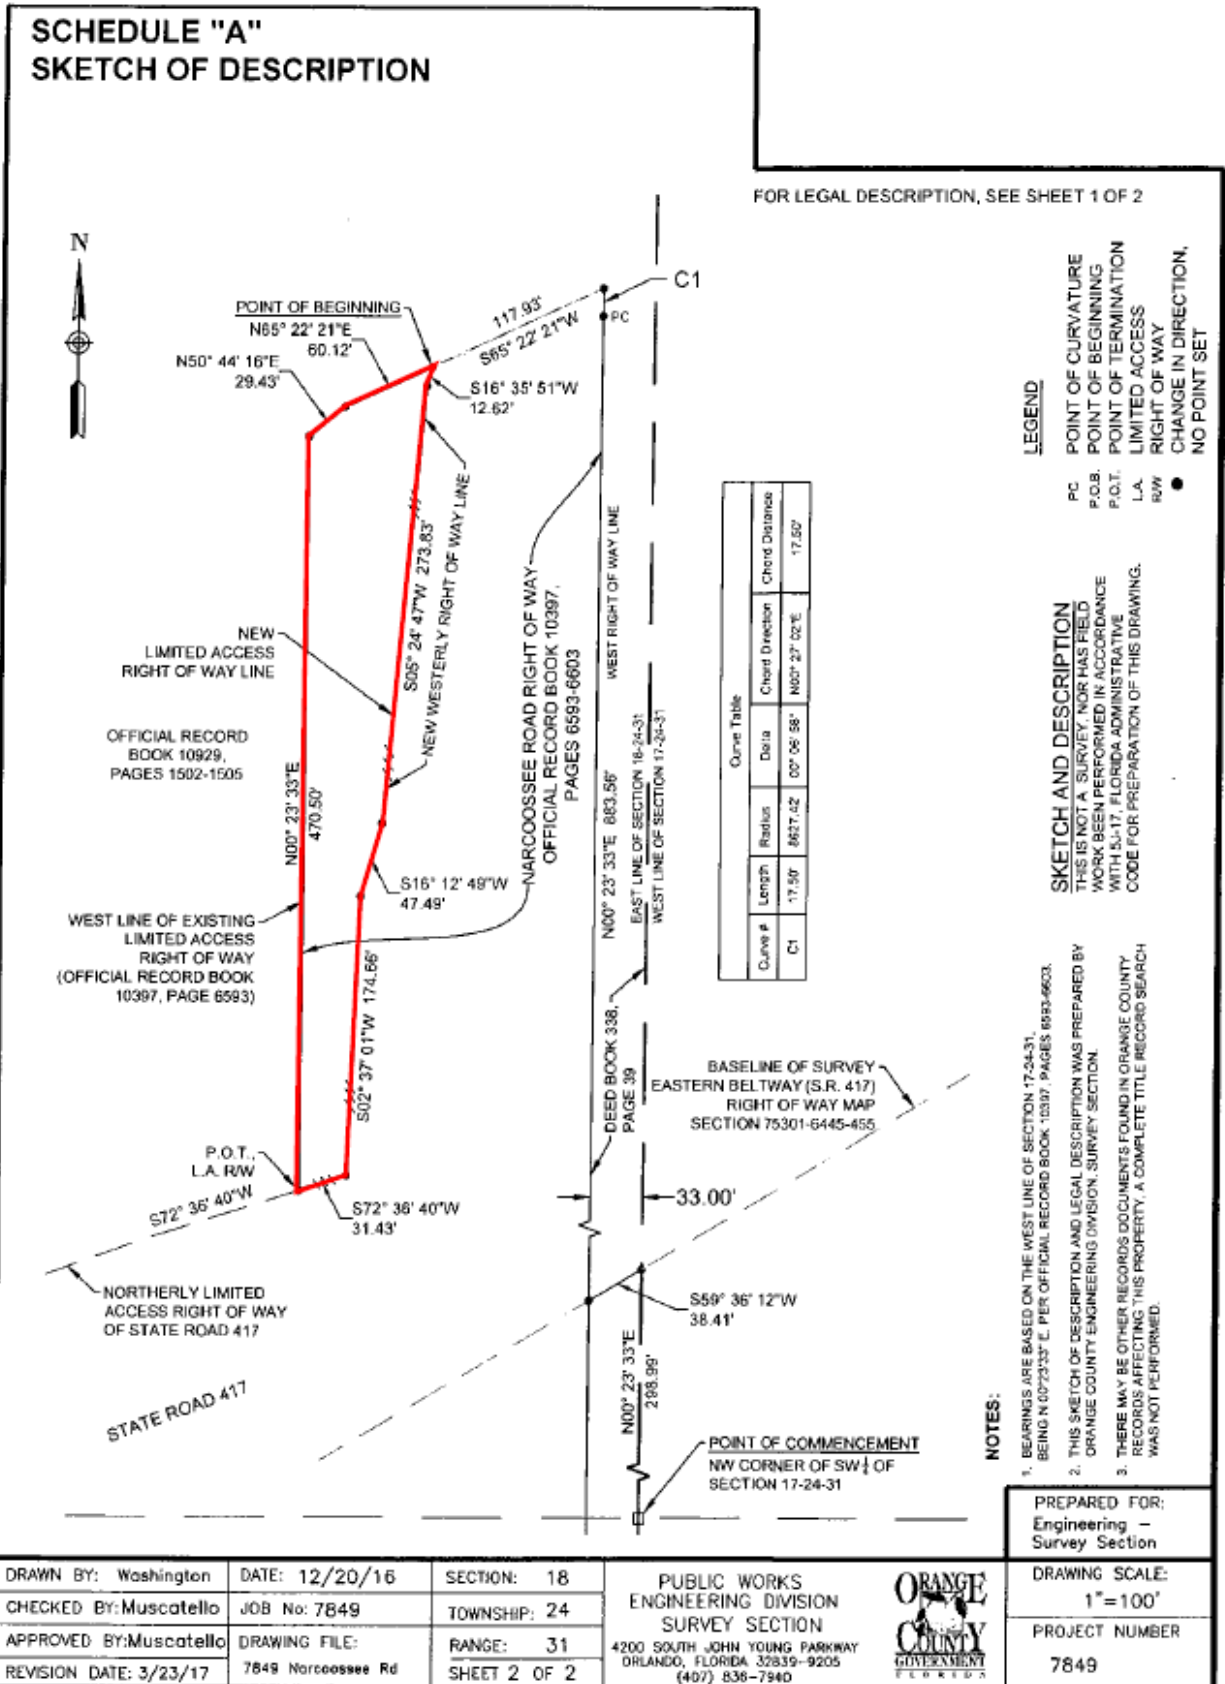 SCHEDULE "A"
SKETCH OF DESCRIPTION
FOR LEGAL DESCRIPTION, SEE SHEET 1 OF 2
N
C1
PC
117.93'
S65° 22' 21"W
POINT OF BEGINNING
N65° 22' 21"E
60.12'
N50° 44' 16"E
29.43'
S16° 35' 51"W
12.62'
S05° 24' 47"W 273.83'
NEW WESTERLY RIGHT OF WAY LINE
NEW
LIMITED ACCESS
RIGHT OF WAY LINE
OFFICIAL RECORD
BOOK 10929,
PAGES 1502-1505
N00° 23' 33"E
470.50'
NARCOOSSEE ROAD RIGHT OF WAY
OFFICIAL RECORD BOOK 10397,
PAGES 6593-6603
WEST RIGHT OF WAY LINE
N00° 23' 33"E 883.56'
EAST LINE OF SECTION 18-24-31
WEST LINE OF SECTION 17-24-31
S16° 12' 49"W
47.49'
WEST LINE OF EXISTING
LIMITED ACCESS
RIGHT OF WAY
(OFFICIAL RECORD BOOK
10397, PAGE 6593)
S02° 37' 01"W 174.66'
DEED BOOK 338,
PAGE 39
BASELINE OF SURVEY
EASTERN BELTWAY (S.R. 417)
RIGHT OF WAY MAP
SECTION 75301-6445-455
P.O.T.,
L.A. R/W
S72° 36' 40"W
S72° 36' 40"W
31.43'
33.00'
NORTHERLY LIMITED
ACCESS RIGHT OF WAY
OF STATE ROAD 417
S59° 36' 12"W
38.41'
STATE ROAD 417
N00° 23' 33"E
298.99'
POINT OF COMMENCEMENT
NW CORNER OF SW ¼ OF
SECTION 17-24-31
Curve Table
Curve # Length Radius Delta Chord Direction Chord Distance
C1 17.50' 8627.42' 00° 06' 58" N00° 27' 02"E 17.50'
LEGEND
PC POINT OF CURVATURE
P.O.B. POINT OF BEGINNING
P.O.T. POINT OF TERMINATION
L.A. LIMITED ACCESS
R/W RIGHT OF WAY
● CHANGE IN DIRECTION,
NO POINT SET
SKETCH AND DESCRIPTION
THIS IS NOT A SURVEY, NOR HAS FIELD
WORK BEEN PERFORMED IN ACCORDANCE
WITH 5J-17, FLORIDA ADMINISTRATIVE
CODE FOR PREPARATION OF THIS DRAWING.
NOTES:
1. BEARINGS ARE BASED ON THE WEST LINE OF SECTION 17-24-31,
BEING N 00°23'33" E, PER OFFICIAL RECORD BOOK 10397, PAGES 6593-6603.
2. THIS SKETCH OF DESCRIPTION AND LEGAL DESCRIPTION WAS PREPARED BY
ORANGE COUNTY ENGINEERING DIVISION, SURVEY SECTION.
3. THERE MAY BE OTHER RECORDS DOCUMENTS FOUND IN ORANGE COUNTY
RECORDS AFFECTING THIS PROPERTY, A COMPLETE TITLE RECORD SEARCH
WAS NOT PERFORMED.
PREPARED FOR:
Engineering –
Survey Section
DRAWN BY: Washington
CHECKED BY: Muscatello
APPROVED BY: Muscatello
REVISION DATE: 3/23/17
DATE: 12/20/16
JOB No: 7849
DRAWING FILE:
7849 Narcoossee Rd
SECTION: 18
TOWNSHIP: 24
RANGE: 31
SHEET 2 OF 2
PUBLIC WORKS
ENGINEERING DIVISION
SURVEY SECTION
4200 SOUTH JOHN YOUNG PARKWAY
ORLANDO, FLORIDA 32839-9205
(407) 836-7940
ORANGE
COUNTY
GOVERNMENT
FLORIDA
DRAWING SCALE:
1"=100'
PROJECT NUMBER
7849